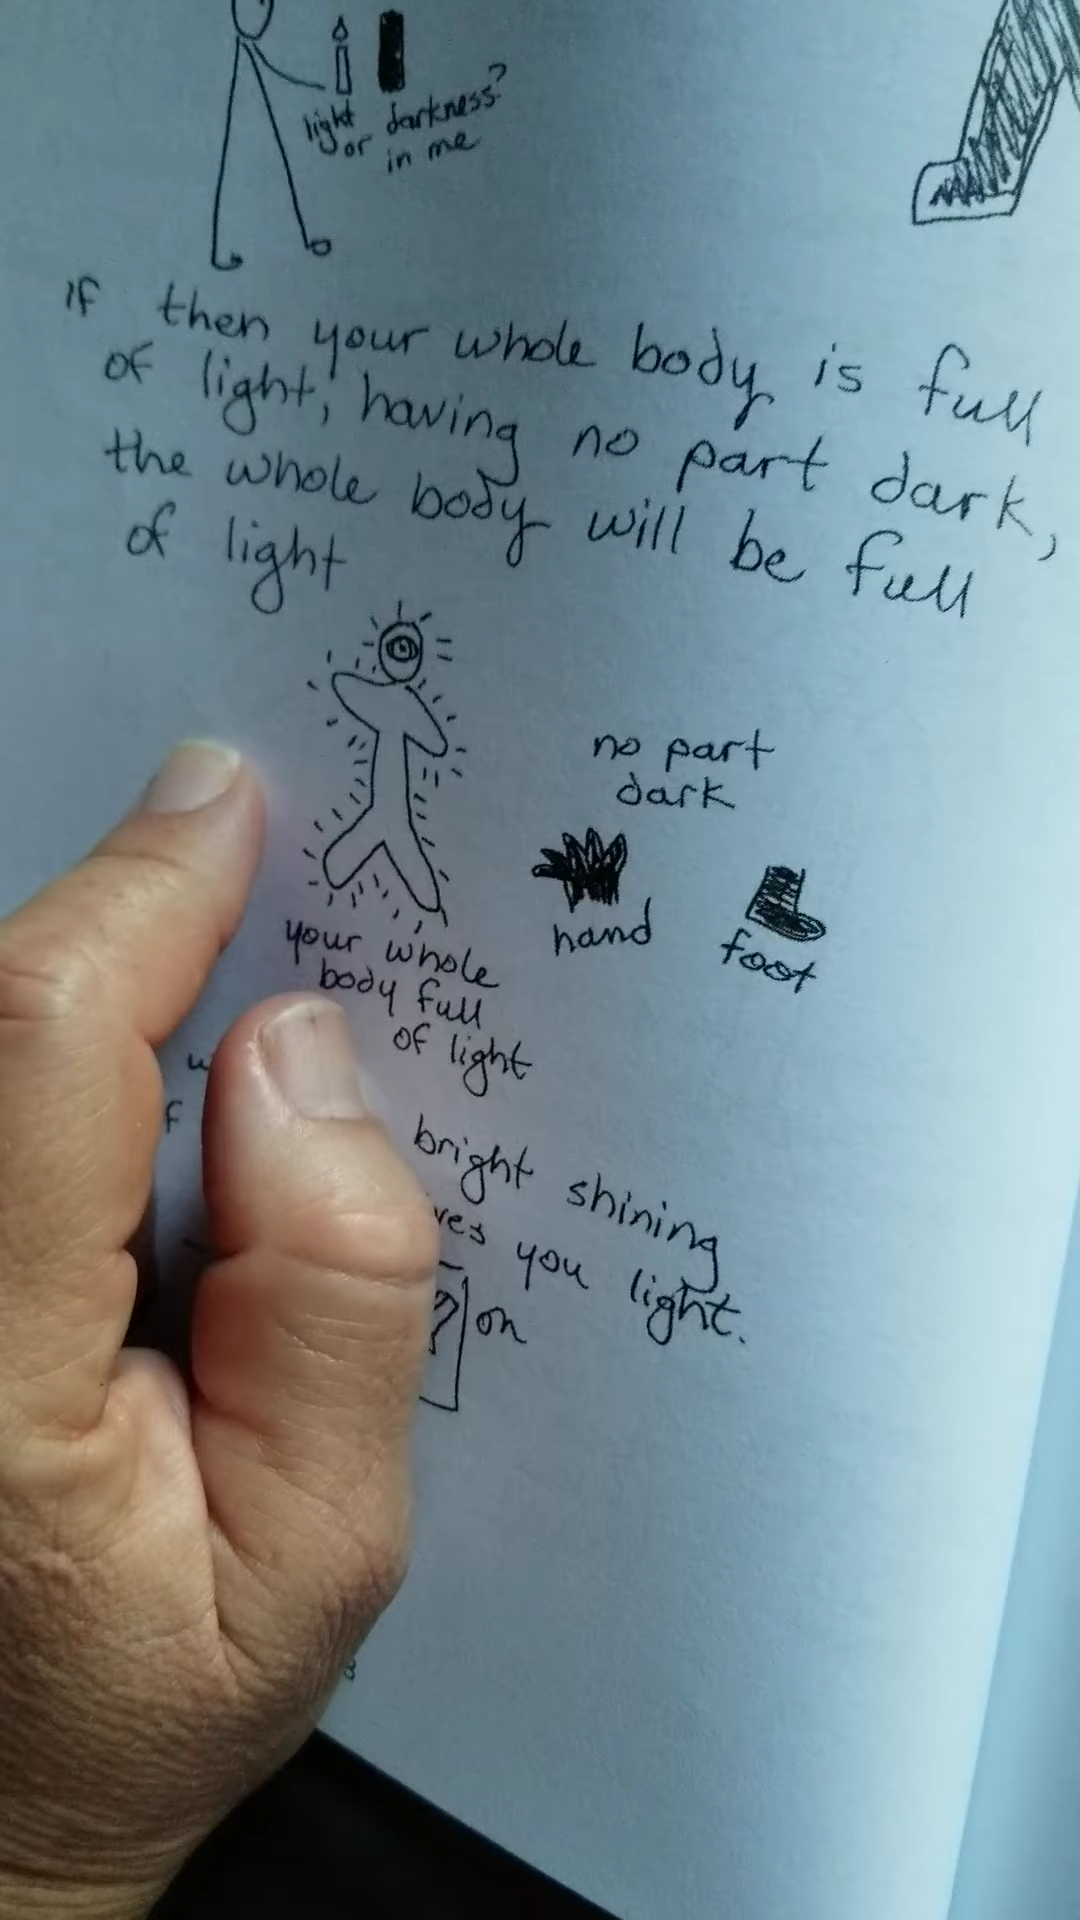 light darkness?
or in me
If then your whole body is full
of light, having no part dark,
the whole body will be full
of light
no part
dark
hand
foot
your whole
body full
of light
bright shining
you light.
on